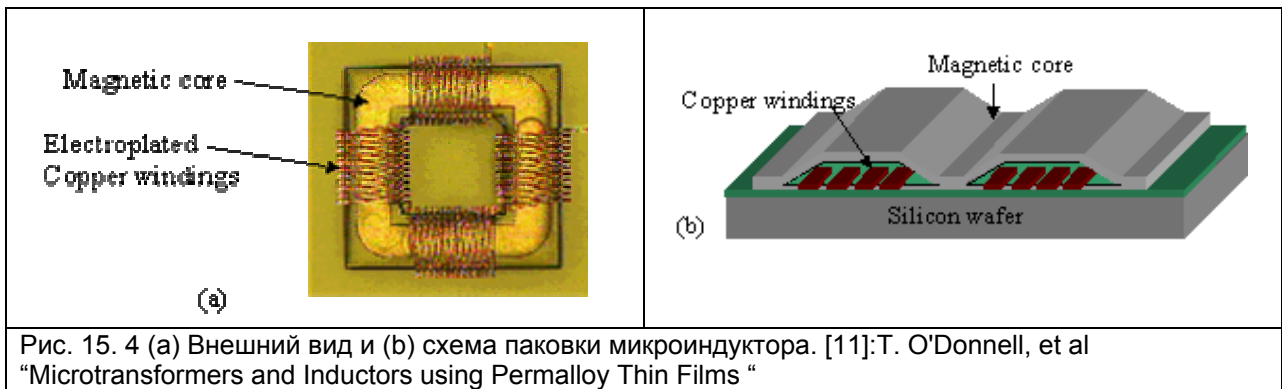 Magnetic core
Electroplated
Copper windings
(a)
Magnetic core
Copper windings
Silicon wafer
(b)
Рис. 15. 4 (a) Внешний вид и (b) схема паковки микроиндуктора. [11]:T. O'Donnell, et al
“Microtransformers and Inductors using Permalloy Thin Films “